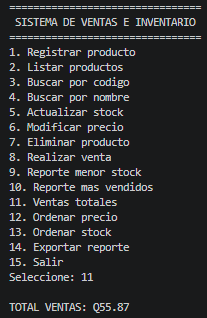 ================================
SISTEMA DE VENTAS E INVENTARIO
================================
1. Registrar producto
2. Listar productos
3. Buscar por codigo
4. Buscar por nombre
5. Actualizar stock
6. Modificar precio
7. Eliminar producto
8. Realizar venta
9. Reporte menor stock
10. Reporte mas vendidos
11. Ventas totales
12. Ordenar precio
13. Ordenar stock
14. Exportar reporte
15. Salir
Seleccione: 11
TOTAL VENTAS: Q55.87